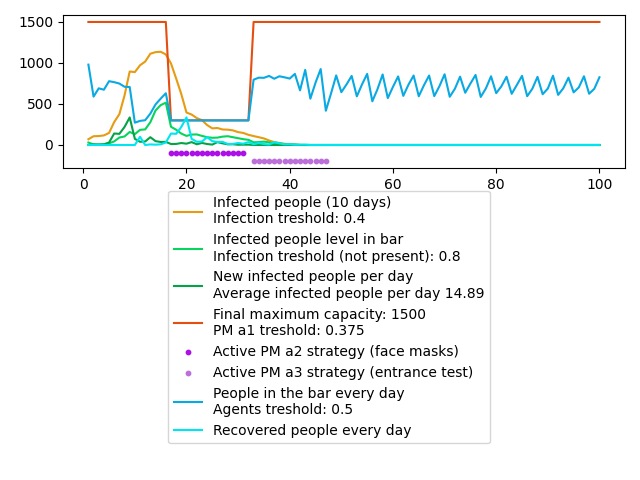 1500
1000
500
0
0 20 40 60 80 100
Infected people (10 days)
Infection treshold: 0.4
Infected people level in bar
Infection treshold (not present): 0.8
New infected people per day
Average infected people per day 14.89
Final maximum capacity: 1500
PM a1 treshold: 0.375
Active PM a2 strategy (face masks)
Active PM a3 strategy (entrance test)
People in the bar every day
Agents treshold: 0.5
Recovered people every day